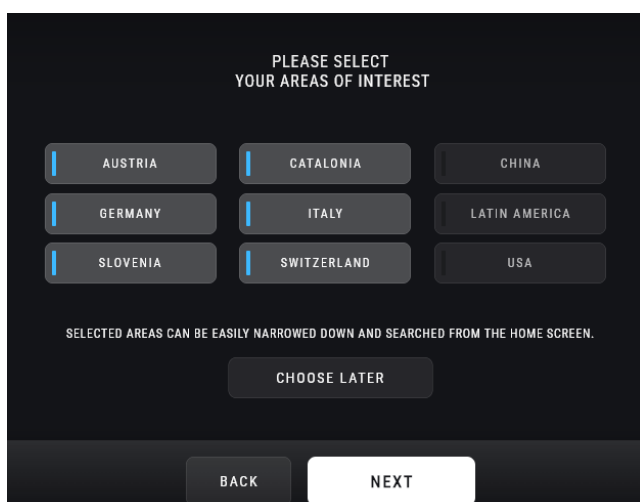 PLEASE SELECT
YOUR AREAS OF INTEREST
AUSTRIA
CATALONIA
CHINA
GERMANY
ITALY
LATIN AMERICA
SLOVENIA
SWITZERLAND
USA
SELECTED AREAS CAN BE EASILY NARROWED DOWN AND SEARCHED FROM THE HOME SCREEN.
CHOOSE LATER
BACK
NEXT